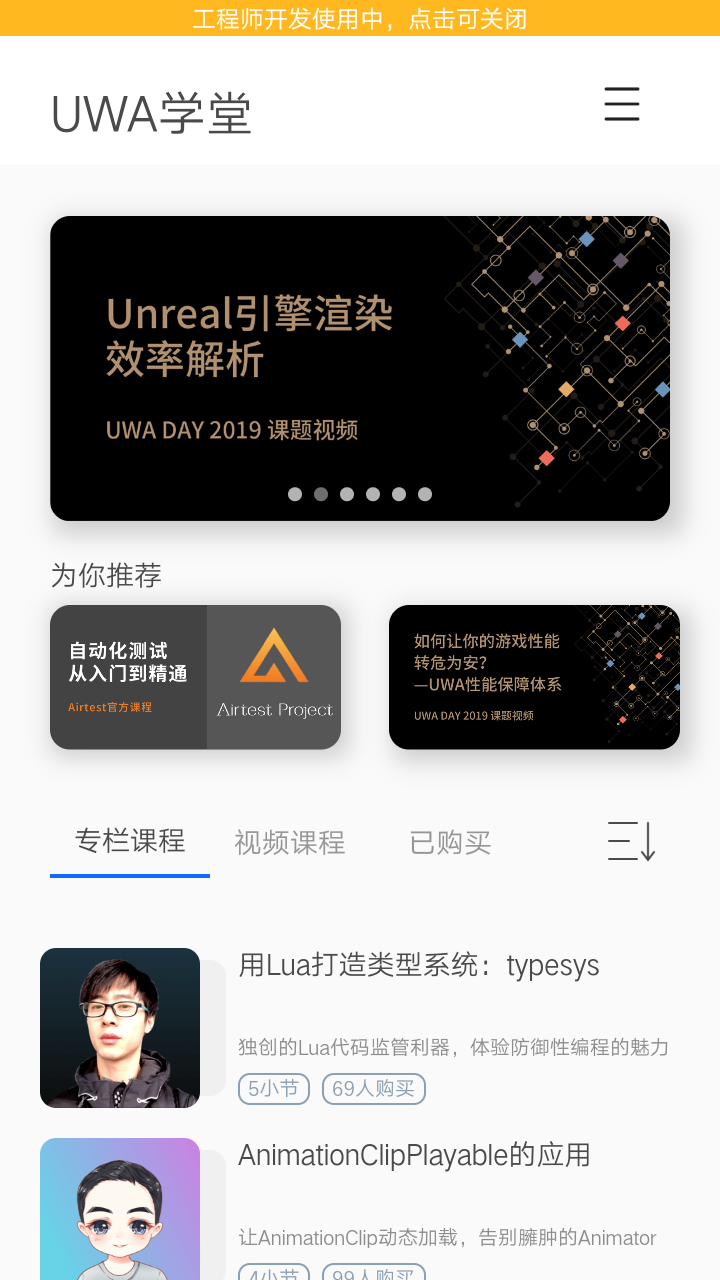 工程师开发使用中，点击可关闭
UWA学堂
Unreal引擎渲染
效率解析
UWA DAY 2019 课题视频
为你推荐
自动化测试
从入门到精通
Airtest官方课程
Airtest Project
如何让你的游戏性能
转危为安？
—UWA性能保障体系
UWA DAY 2019 课题视频
专栏课程
视频课程
已购买
用Lua打造类型系统：typesys
独创的Lua代码监管利器，体验防御性编程的魅力
5小节
69人购买
AnimationClipPlayable的应用
让AnimationClip动态加载，告别臃肿的Animator
4小节
99人购买